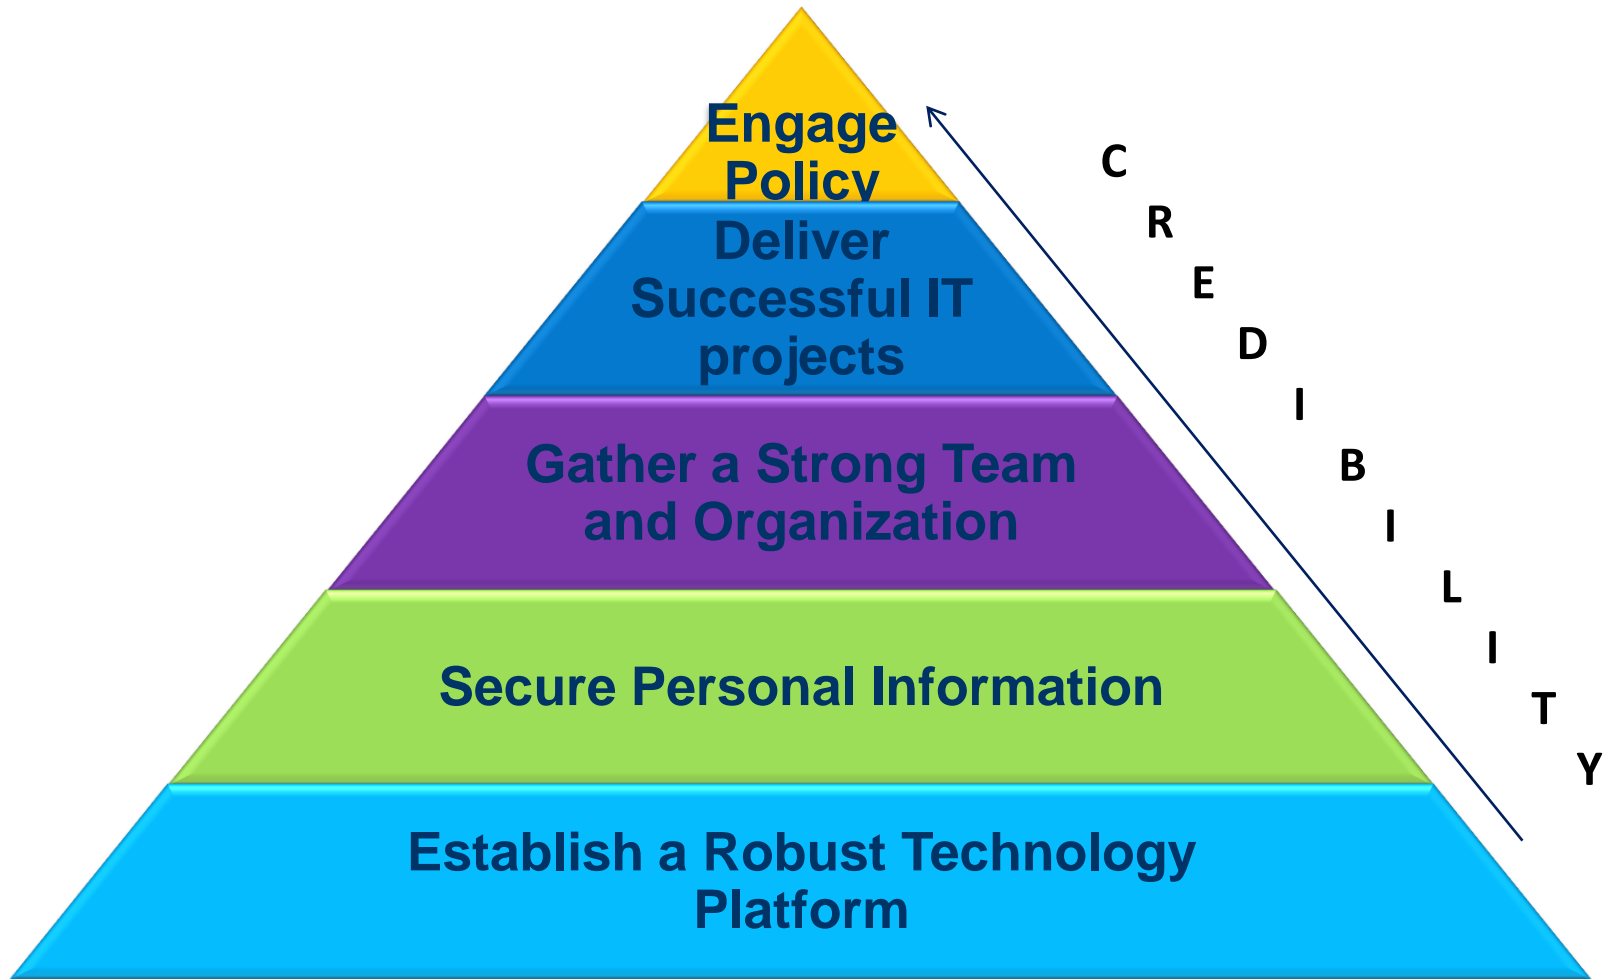 Engage
Policy
Deliver
Successful IT
projects
Gather a Strong Team
and Organization
Secure Personal Information
Establish a Robust Technology
Platform
C
R
E
D
I
B
I
L
I
T
Y